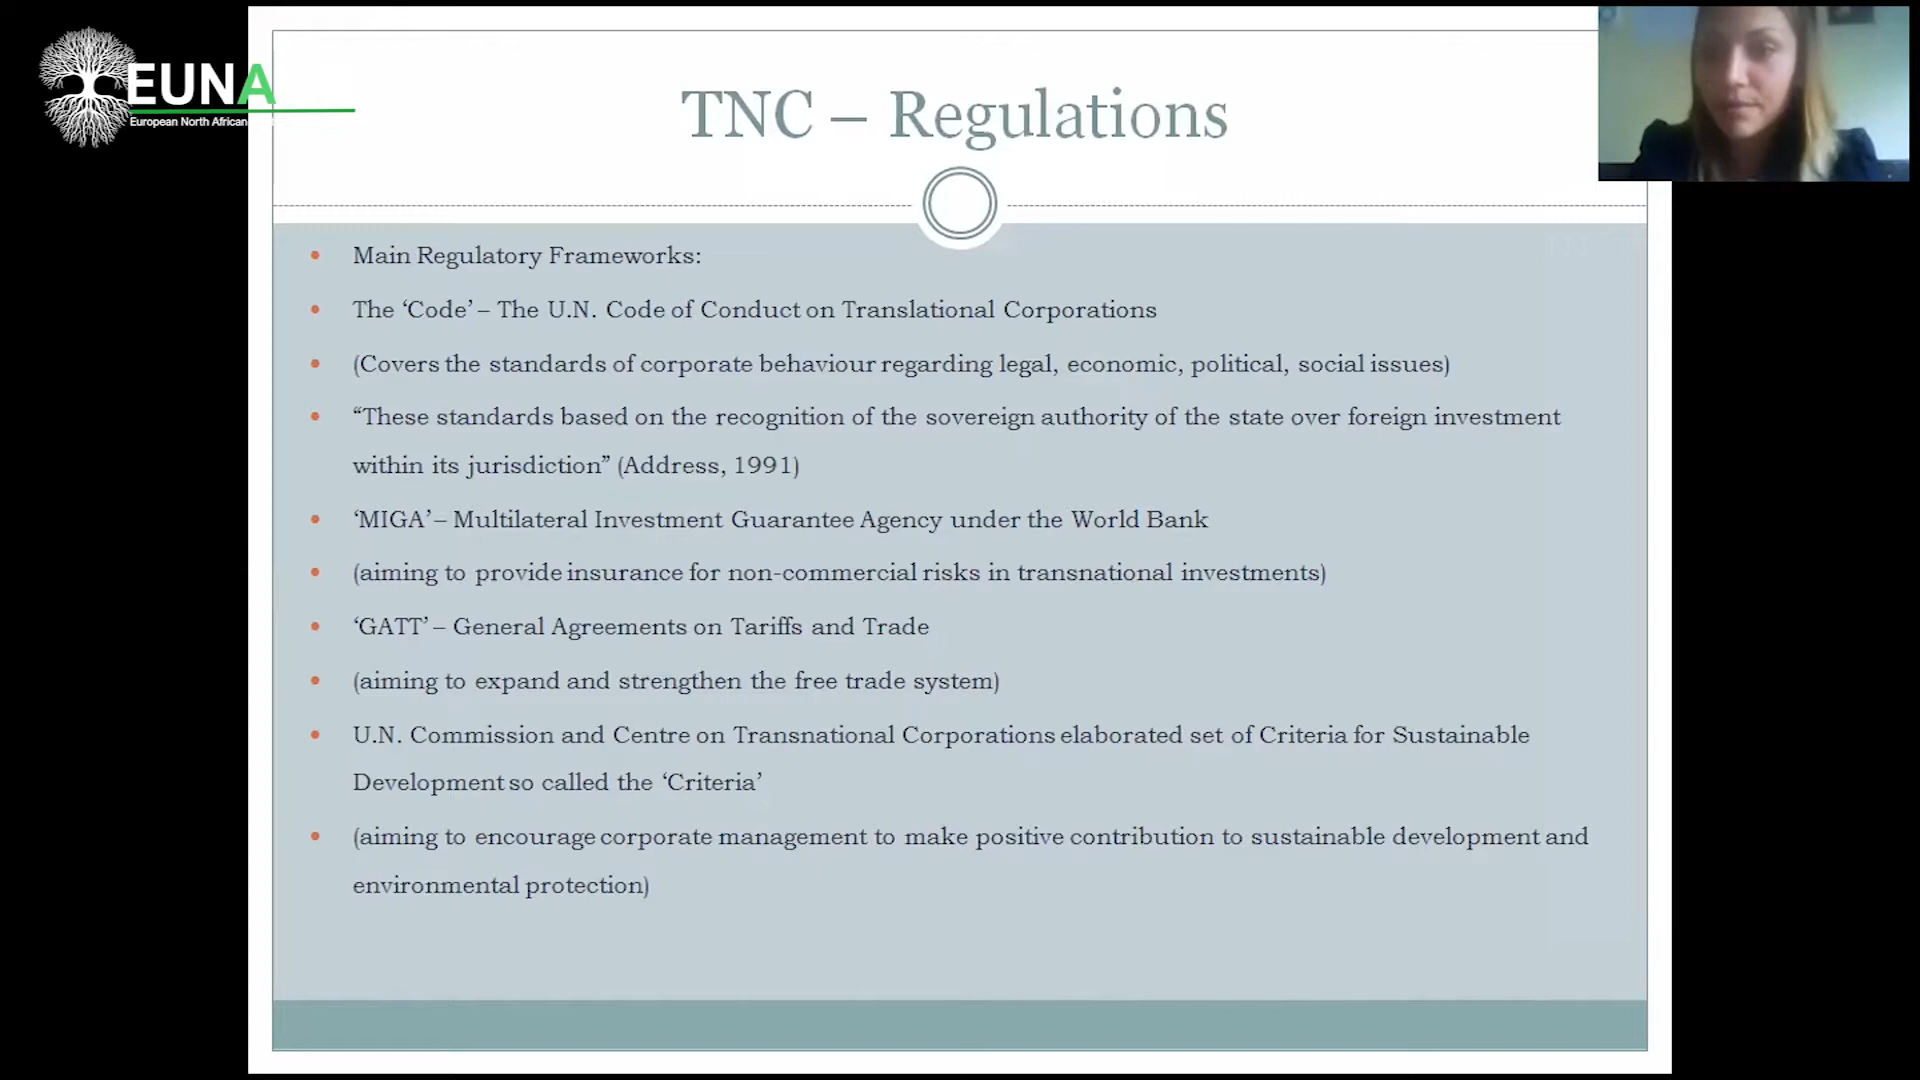 EUNA
European North African
TNC – Regulations
• Main Regulatory Frameworks:
• The ‘Code’ – The U.N. Code of Conduct on Translational Corporations
• (Covers the standards of corporate behaviour regarding legal, economic, political, social issues)
• “These standards based on the recognition of the sovereign authority of the state over foreign investment
within its jurisdiction” (Address, 1991)
• ‘MIGA’ – Multilateral Investment Guarantee Agency under the World Bank
• (aiming to provide insurance for non-commercial risks in transnational investments)
• ‘GATT’ – General Agreements on Tariffs and Trade
• (aiming to expand and strengthen the free trade system)
• U.N. Commission and Centre on Transnational Corporations elaborated set of Criteria for Sustainable
Development so called the ‘Criteria’
• (aiming to encourage corporate management to make positive contribution to sustainable development and
environmental protection)